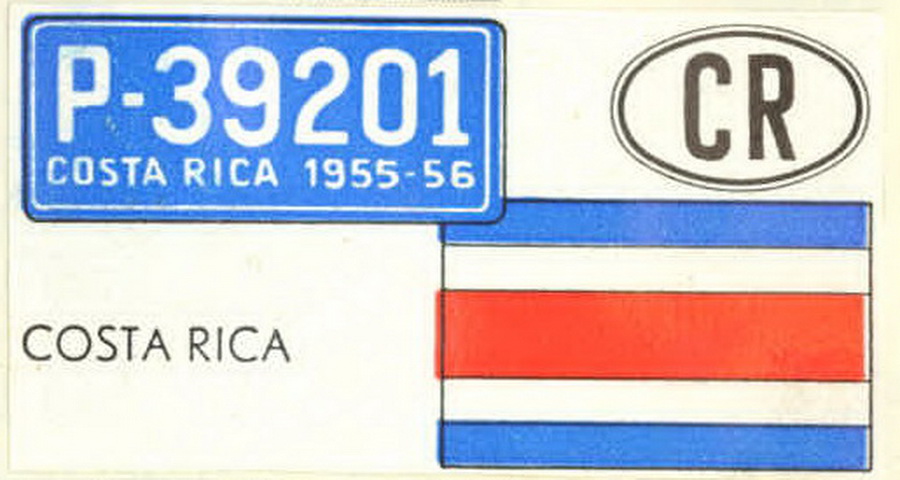 P-39201
COSTA RICA 1955-56
CR
COSTA RICA